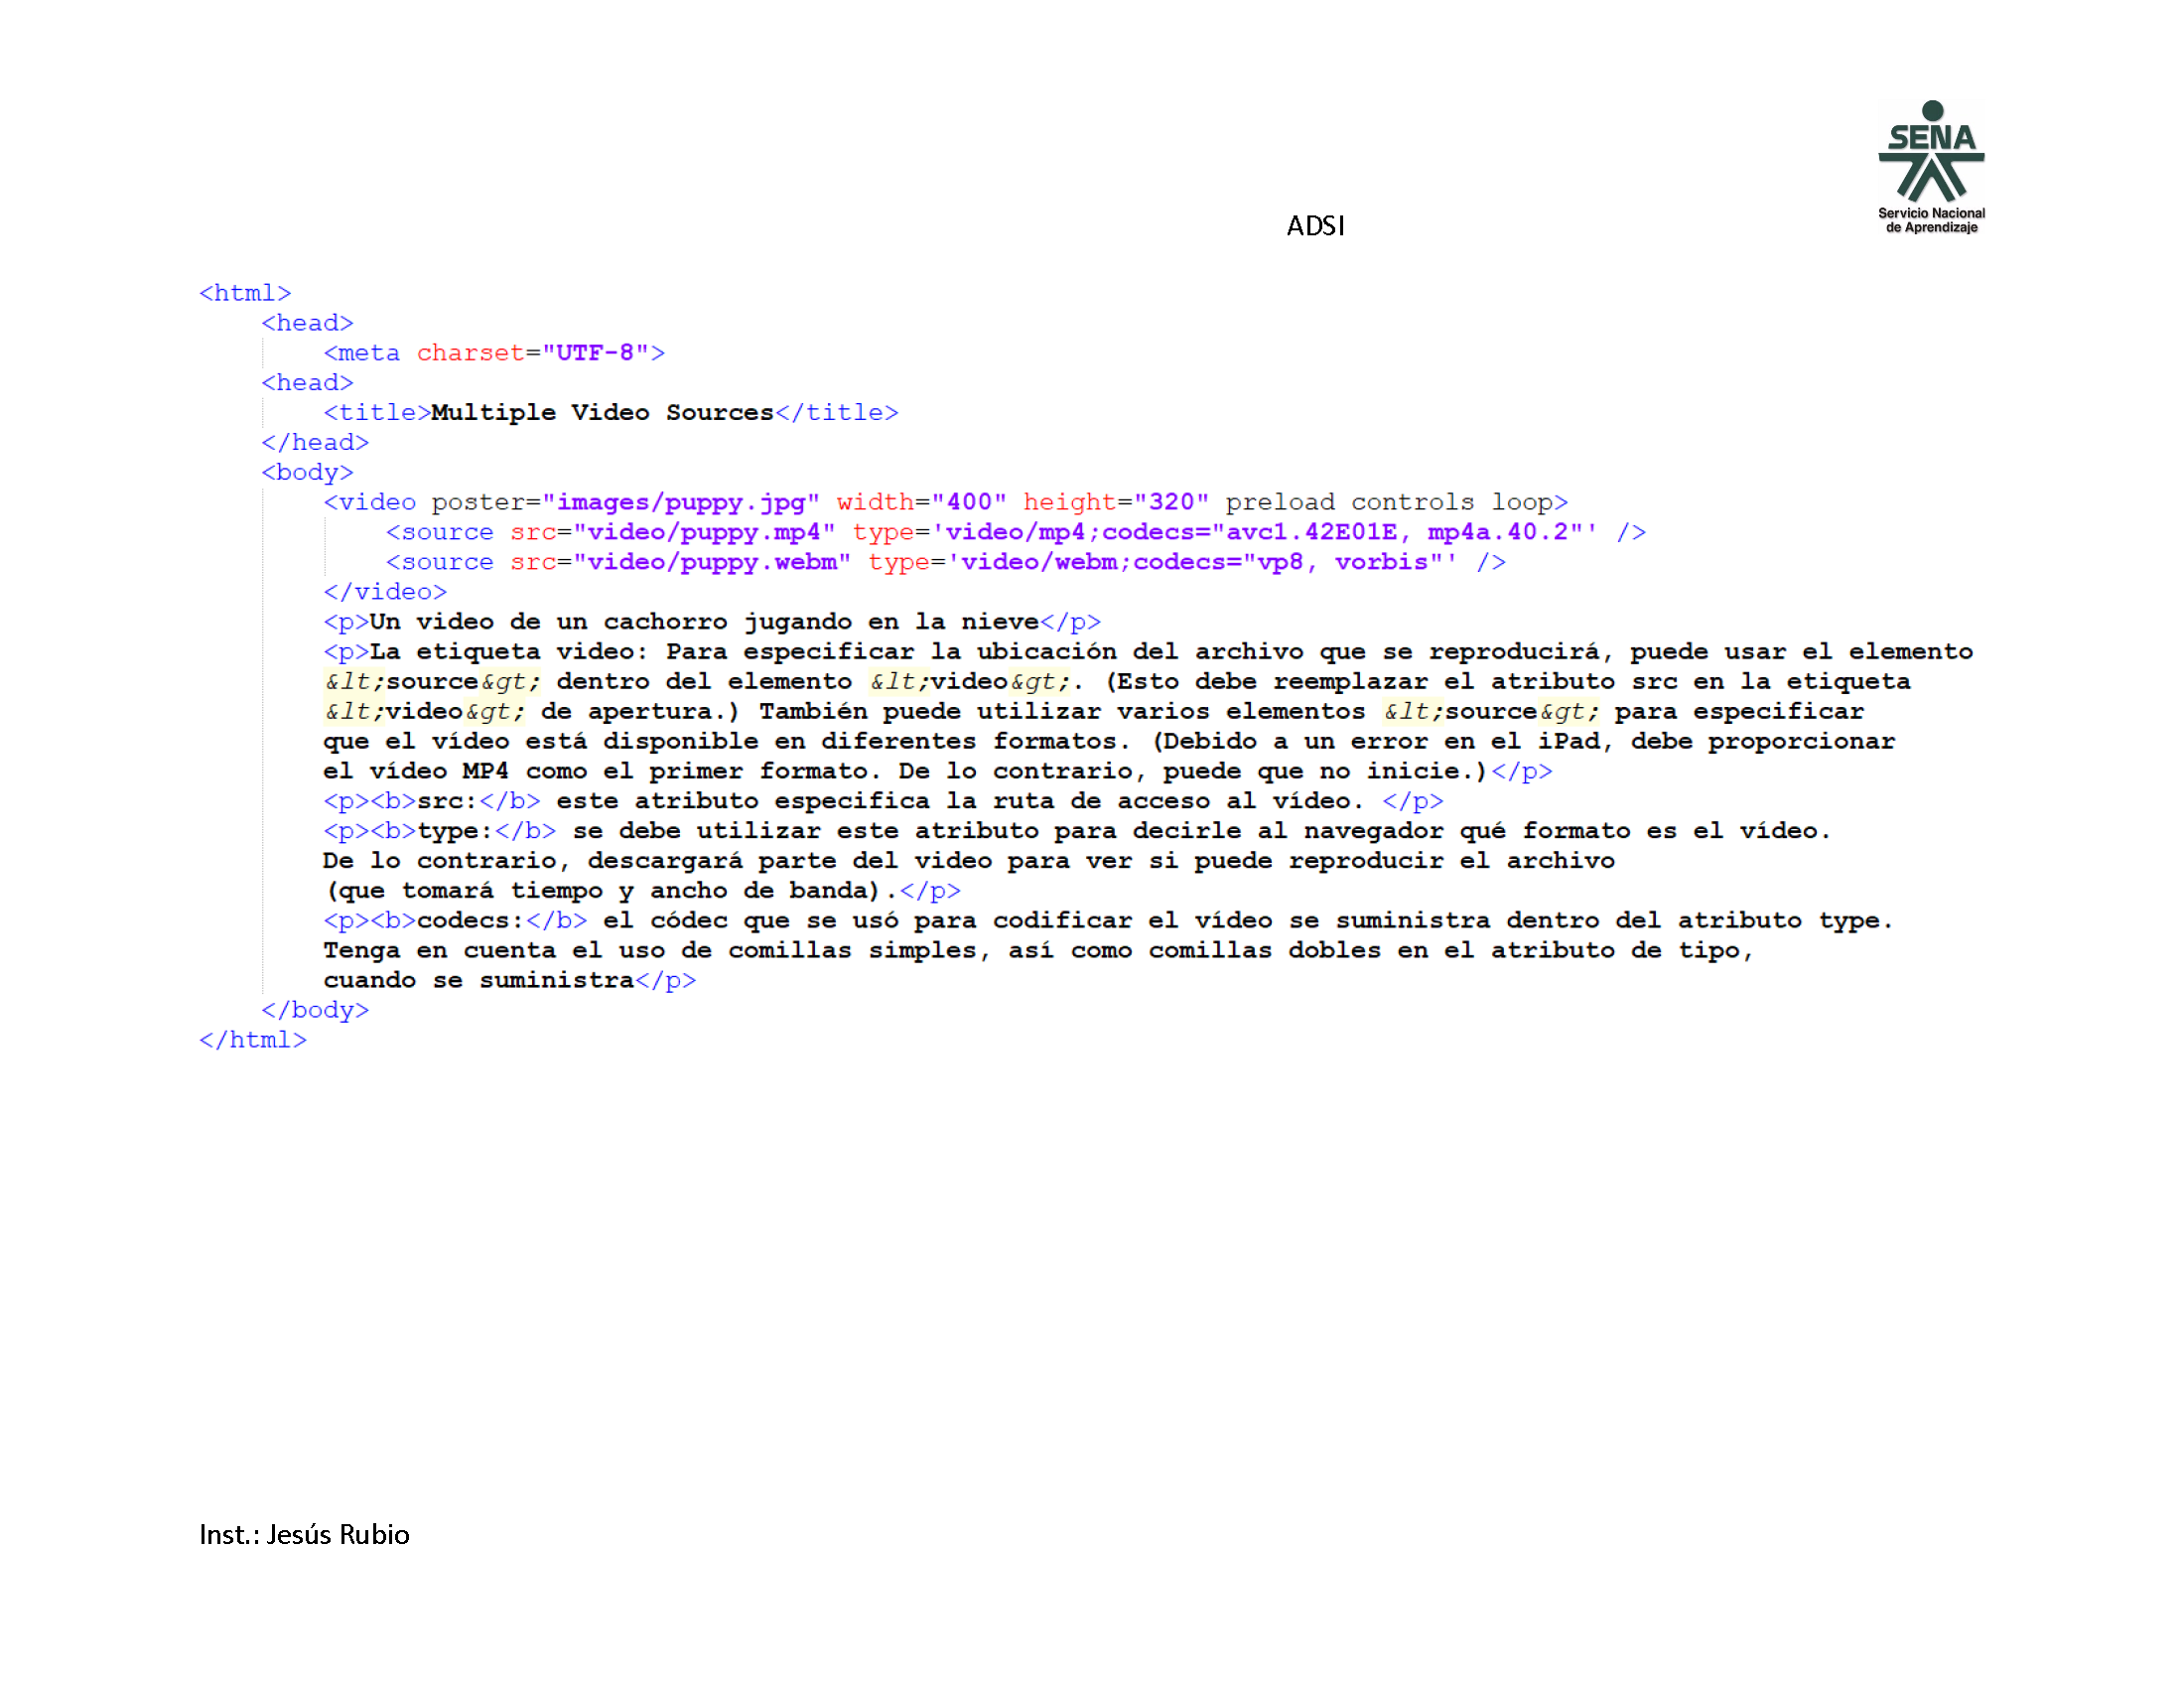 SENA
Servicio Nacional
de Aprendizaje
ADSI
<html>
<head>
<meta charset="UTF-8">
<head>
<title>Multiple Video Sources</title>
</head>
<body>
<video poster="images/puppy.jpg" width="400" height="320" preload controls loop>
<source src="video/puppy.mp4" type='video/mp4;codecs="avc1.42E01E, mp4a.40.2"' />
<source src="video/puppy.webm" type='video/webm;codecs="vp8, vorbis"' />
</video>
<p>Un video de un cachorro jugando en la nieve</p>
<p>La etiqueta video: Para especificar la ubicación del archivo que se reproducirá, puede usar el elemento
&lt;source&gt; dentro del elemento &lt;video&gt;. (Esto debe reemplazar el atributo src en la etiqueta
&lt;video&gt; de apertura.) También puede utilizar varios elementos &lt;source&gt; para especificar
que el vídeo está disponible en diferentes formatos. (Debido a un error en el iPad, debe proporcionar
el vídeo MP4 como el primer formato. De lo contrario, puede que no inicie.)</p>
<p><b>src:</b> este atributo especifica la ruta de acceso al vídeo. </p>
<p><b>type:</b> se debe utilizar este atributo para decirle al navegador qué formato es el vídeo.
De lo contrario, descargará parte del video para ver si puede reproducir el archivo
(que tomará tiempo y ancho de banda).</p>
<p><b>codecs:</b> el códec que se usó para codificar el vídeo se suministra dentro del atributo type.
Tenga en cuenta el uso de comillas simples, así como comillas dobles en el atributo de tipo,
cuando se suministra</p>
</body>
</html>
Inst.: Jesús Rubio